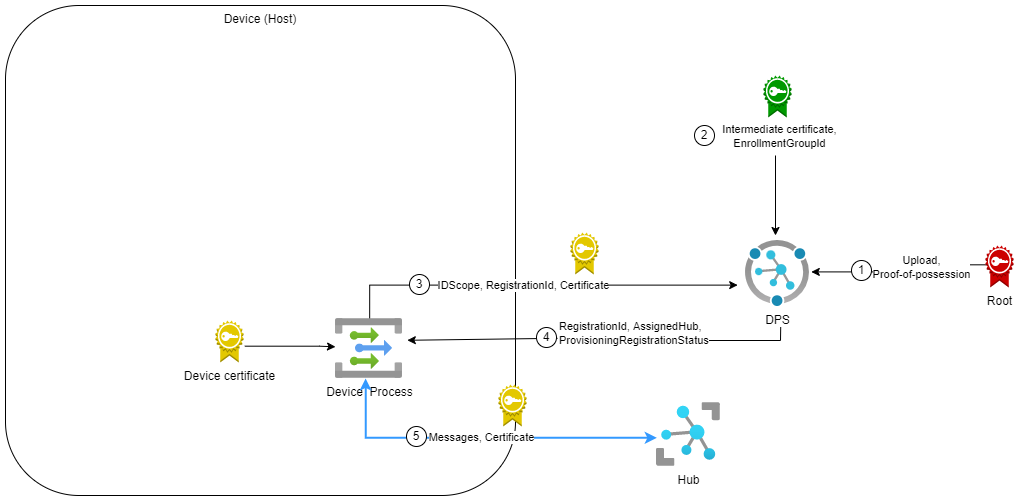 Device (Host)
2
Intermediate certificate,
EnrollmentGroupId
1
Upload,
Proof-of-possession
Root
3
IDScope, RegistrationId, Certificate
DPS
4
RegistrationId, AssignedHub,
ProvisioningRegistrationStatus
Device certificate
Device Process
5
Messages, Certificate
Hub